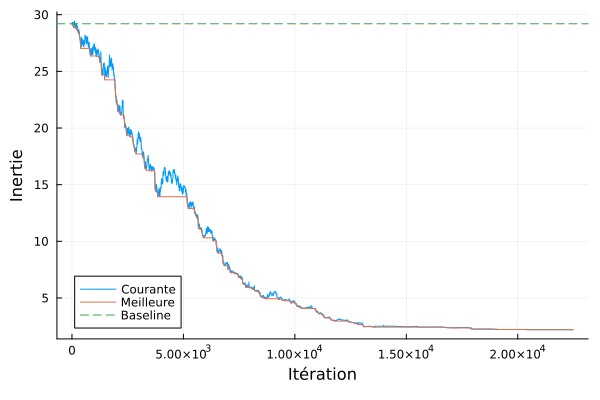 30
25
20
15
10
5
Inertie
Courante
Meilleure
Baseline
0
5.00×10³
1.00×10⁴
1.50×10⁴
2.00×10⁴
Itération